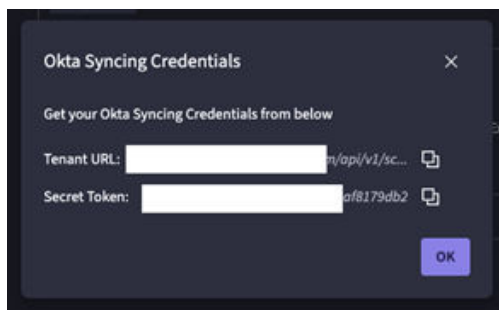 Okta Syncing Credentials
Get your Okta Syncing Credentials from below
Tenant URL: n/api/v1/sc...
Secret Token: af8179db2
OK